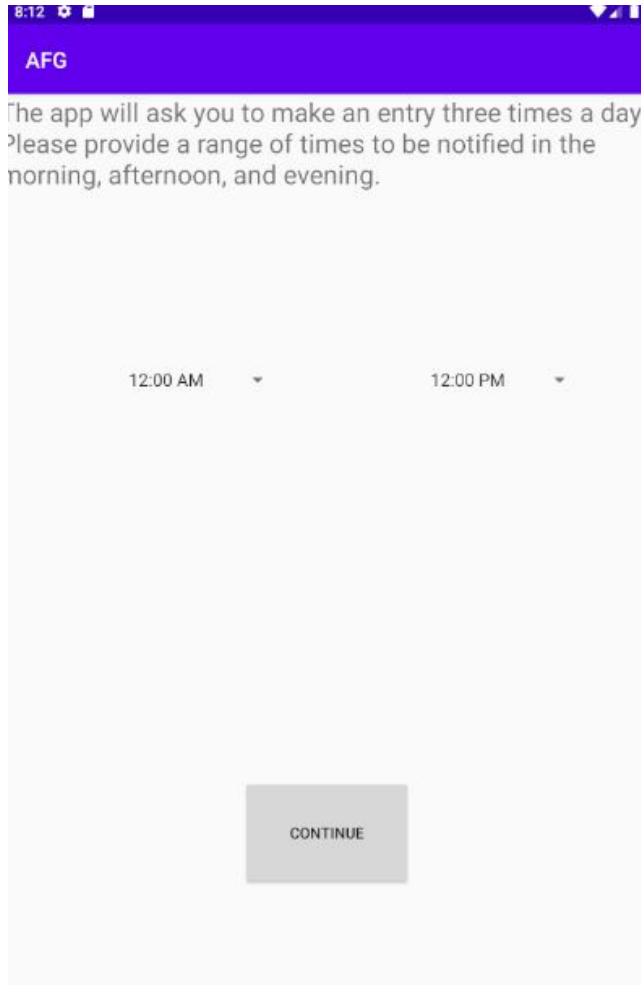 8:12
AFG
The app will ask you to make an entry three times a day
Please provide a range of times to be notified in the
morning, afternoon, and evening.
12:00 AM 12:00 PM
CONTINUE